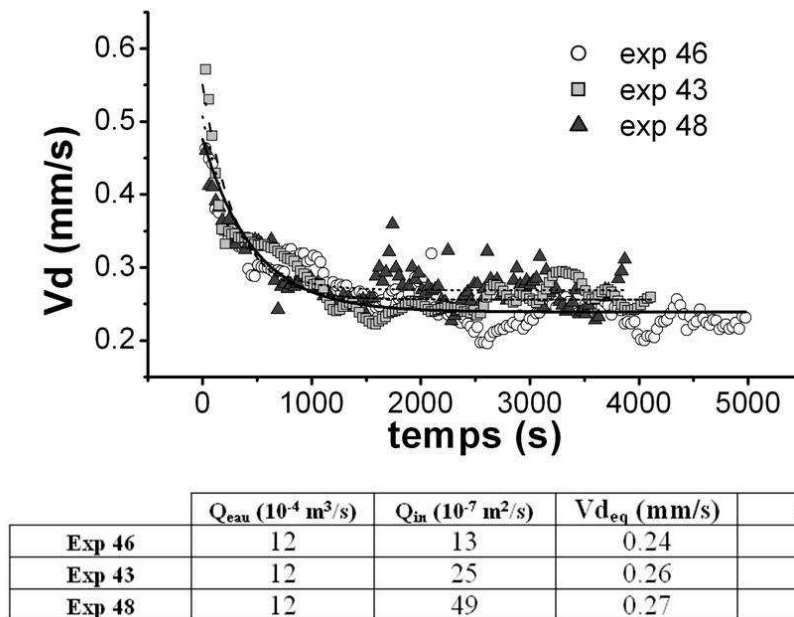 0.6
0.5
0.4
0.3
0.2
Vd (mm/s)
exp 46
exp 43
exp 48
0 1000 2000 3000 4000 5000
temps (s)
Qeau (10-4 m3/s) Qin (10-7 m2/s) Vdeq (mm/s)
Exp 46 12 13 0.24
Exp 43 12 25 0.26
Exp 48 12 49 0.27